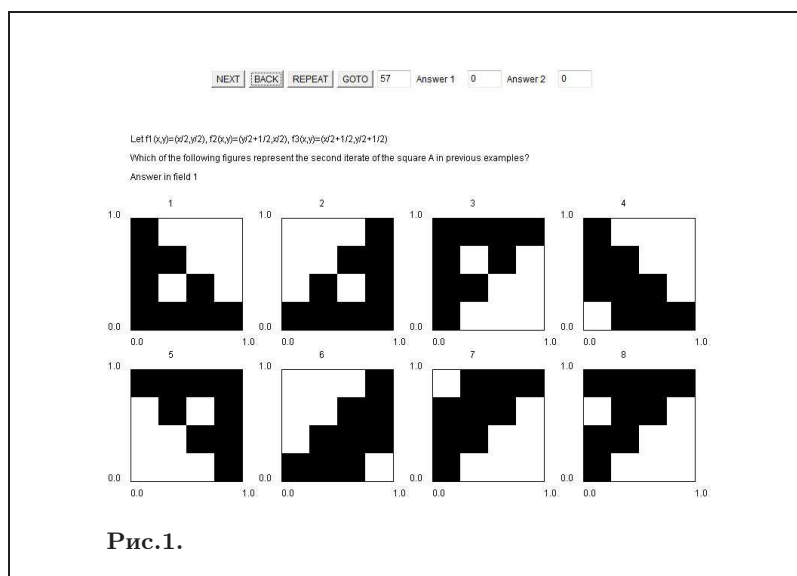 NEXT BACK REPEAT GOTO 57 Answer 1 0 Answer 2 0
Let f1(x,y)=(x/2,y/2), f2(x,y)=(y/2+1/2,x/2), f3(x,y)=(x/2+1/2,y/2+1/2)
Which of the following figures represent the second iterate of the square A in previous examples?
Answer in field 1
1 2 3 4
1.0 1.0 1.0 1.0
0.0 0.0 0.0 0.0
0.0 1.0 0.0 1.0 0.0 1.0 0.0 1.0
5 6 7 8
1.0 1.0 1.0 1.0
0.0 0.0 0.0 0.0
0.0 1.0 0.0 1.0 0.0 1.0 0.0 1.0
Рис.1.